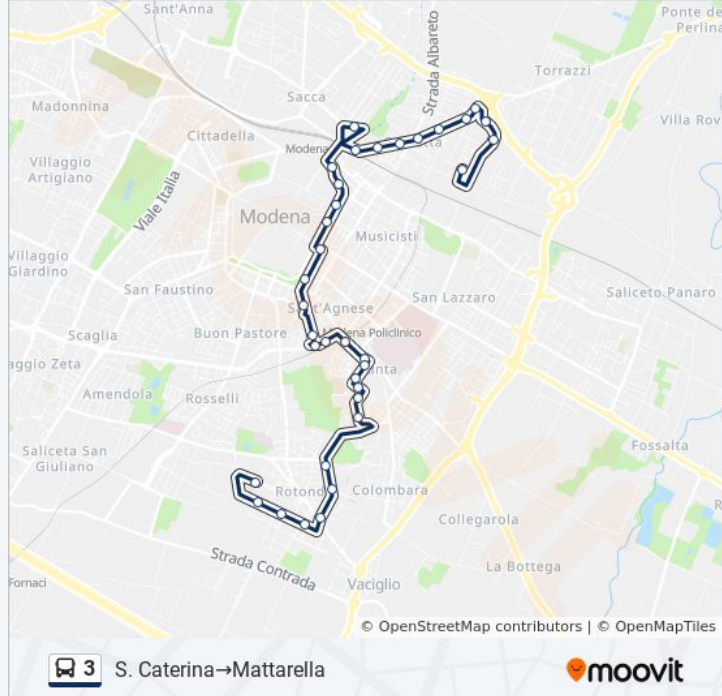 Sant'Anna
Ponte de
Perlina
Torrazzi
Strada Albareto
Sacca
Madonnina
Cittadella
Villa Rov
Modena
Villaggio
Artigiano
Viale Italia
Modena
Musicisti
Villaggio
Giardino
San Faustino
San Lazzaro
Saliceto Panaro
Sant'Agnese
Buon Pastore
Modena Policlinico
Scaglia
aggio Zeta
unta
Amendola
Rosselli
Saliceta San
Giuliano
Fossalta
Rotond
Colombara
Collegarola
Strada Contrada
La Bottega
Fornaci
Vaciglio
© OpenStreetMap contributors | © OpenMapTiles
3 S. Caterina→Mattarella
moovit